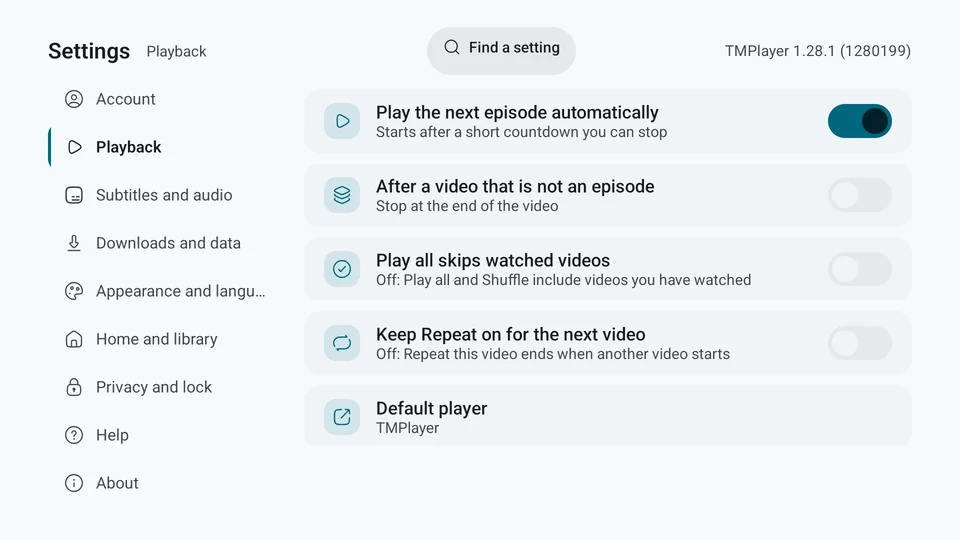 Settings
Playback
Find a setting
TMPlayer 1.28.1 (1280199)
Account
Playback
Subtitles and audio
Downloads and data
Appearance and langu...
Home and library
Privacy and lock
Help
About
Play the next episode automatically
Starts after a short countdown you can stop
After a video that is not an episode
Stop at the end of the video
Play all skips watched videos
Off: Play all and Shuffle include videos you have watched
Keep Repeat on for the next video
Off: Repeat this video ends when another video starts
Default player
TMPlayer